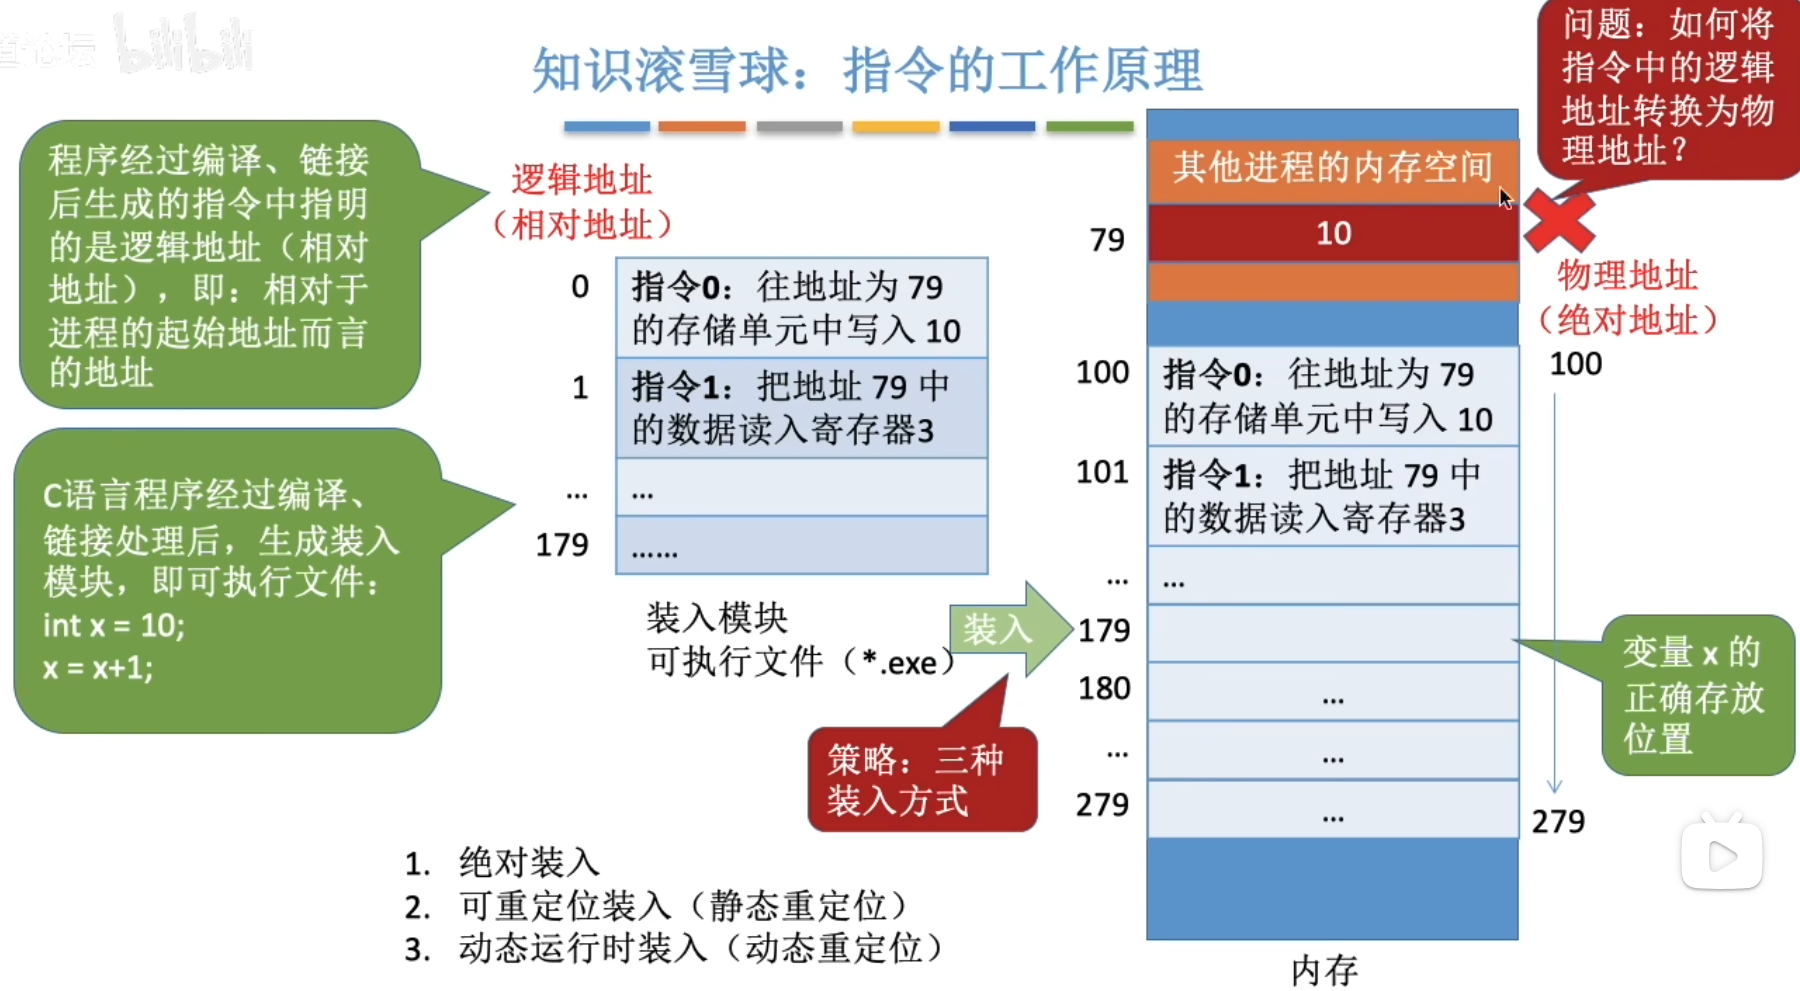 道论坛 bilibili
知识滚雪球：指令的工作原理
问题：如何将
指令中的逻辑
地址转换为物
理地址？
程序经过编译、链接
后生成的指令中指明
的是逻辑地址（相对
地址），即：相对于
进程的起始地址而言
的地址
C语言程序经过编译、
链接处理后，生成装入
模块，即可执行文件：
int x = 10;
x = x+1;
逻辑地址
（相对地址）
0
指令0：往地址为 79
的存储单元中写入 10
1
指令1：把地址 79 中
的数据读入寄存器3
...
...
179
......
装入模块
可执行文件（*.exe）
装入
策略：三种
装入方式
1. 绝对装入
2. 可重定位装入（静态重定位）
3. 动态运行时装入（动态重定位）
其他进程的内存空间
79
10
物理地址
（绝对地址）
100
指令0：往地址为 79
的存储单元中写入 10
101
指令1：把地址 79 中
的数据读入寄存器3
...
...
179
180
...
...
...
279
...
内存
100
279
变量 x 的
正确存放
位置